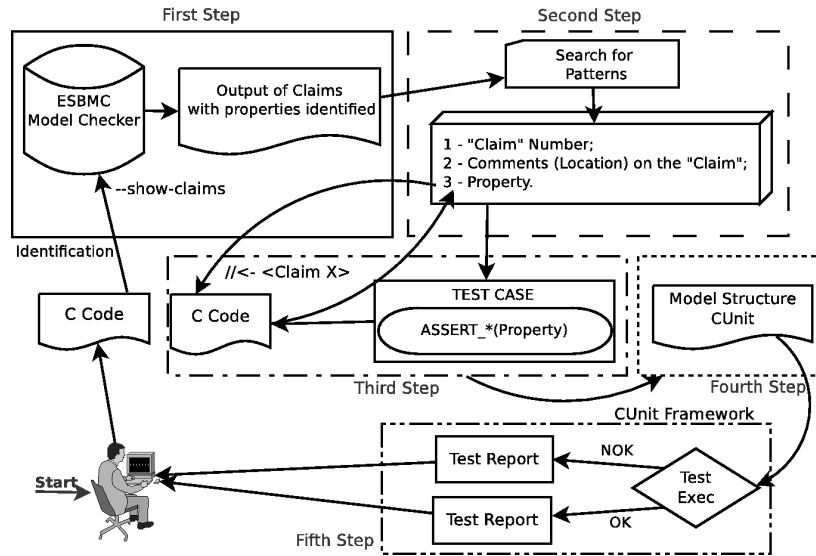 First Step
Second Step
ESBMC
Model Checker
Output of Claims
with properties identified
Search for
Patterns
1 - "Claim" Number;
2 - Comments (Location) on the "Claim";
3 - Property.
--show-claims
Identification
//<- <Claim X>
C Code
C Code
TEST CASE
ASSERT_*(Property)
Model Structure
CUnit
Third Step
Fourth Step
CUnit Framework
Test Report
NOK
Test
Exec
Start
Test Report
OK
Fifth Step